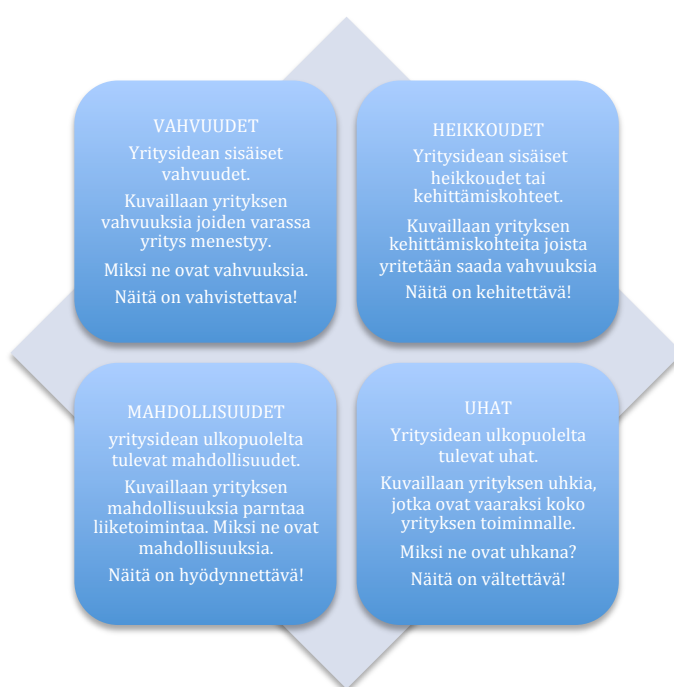 VAHVUUDET
Yritysidean sisäiset
vahvuudet.
Kuvaillaan yrityksen
vahvuuksia joiden varassa
yritys menestyy.
Miksi ne ovat vahvuuksia.
Näitä on vahvistettava!
HEIKKOUDET
Yritysidean sisäiset
heikkoudet tai
kehittämiskohteet.
Kuvaillaan yrityksen
kehittämiskohteita joista
yritetään saada vahvuuksia
Näitä on kehitettävä!
MAHDOLLISUUDET
yritysidean ulkopuolelta
tulevat mahdollisuudet.
Kuvaillaan yrityksen
mahdollisuuksia parntaa
liiketoimintaa. Miksi ne ovat
mahdollisuuksia.
Näitä on hyödynnettävä!
UHAT
Yritysidean ulkopuolelta
tulevat uhat.
Kuvaillaan yrityksen uhkia,
jotka ovat vaaraksi koko
yrityksen toiminnalle.
Miksi ne ovat uhkana?
Näitä on vältettävä!